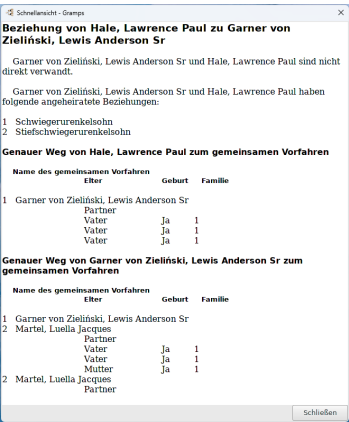 Schnellansicht - Gramps
Beziehung von Hale, Lawrence Paul zu Garner von
Zieliński, Lewis Anderson Sr
Garner von Zieliński, Lewis Anderson Sr und Hale, Lawrence Paul sind nicht
direkt verwandt.
Garner von Zieliński, Lewis Anderson Sr und Hale, Lawrence Paul haben
folgende angeheiratete Beziehungen:
1 Schwiegerurenkelsohn
2 Stiefschwiegerurenkelsohn
Genauer Weg von Hale, Lawrence Paul zum gemeinsamen Vorfahren
Name des gemeinsamen Vorfahren
Elter Geburt Familie
1 Garner von Zieliński, Lewis Anderson Sr
Partner
Vater Ja 1
Vater Ja 1
Vater Ja 1
Genauer Weg von Garner von Zieliński, Lewis Anderson Sr zum
gemeinsamen Vorfahren
Name des gemeinsamen Vorfahren
Elter Geburt Familie
1 Garner von Zieliński, Lewis Anderson Sr
2 Martel, Luella Jacques
Partner
Vater Ja 1
Vater Ja 1
Mutter Ja 1
2 Martel, Luella Jacques
Partner
Schließen